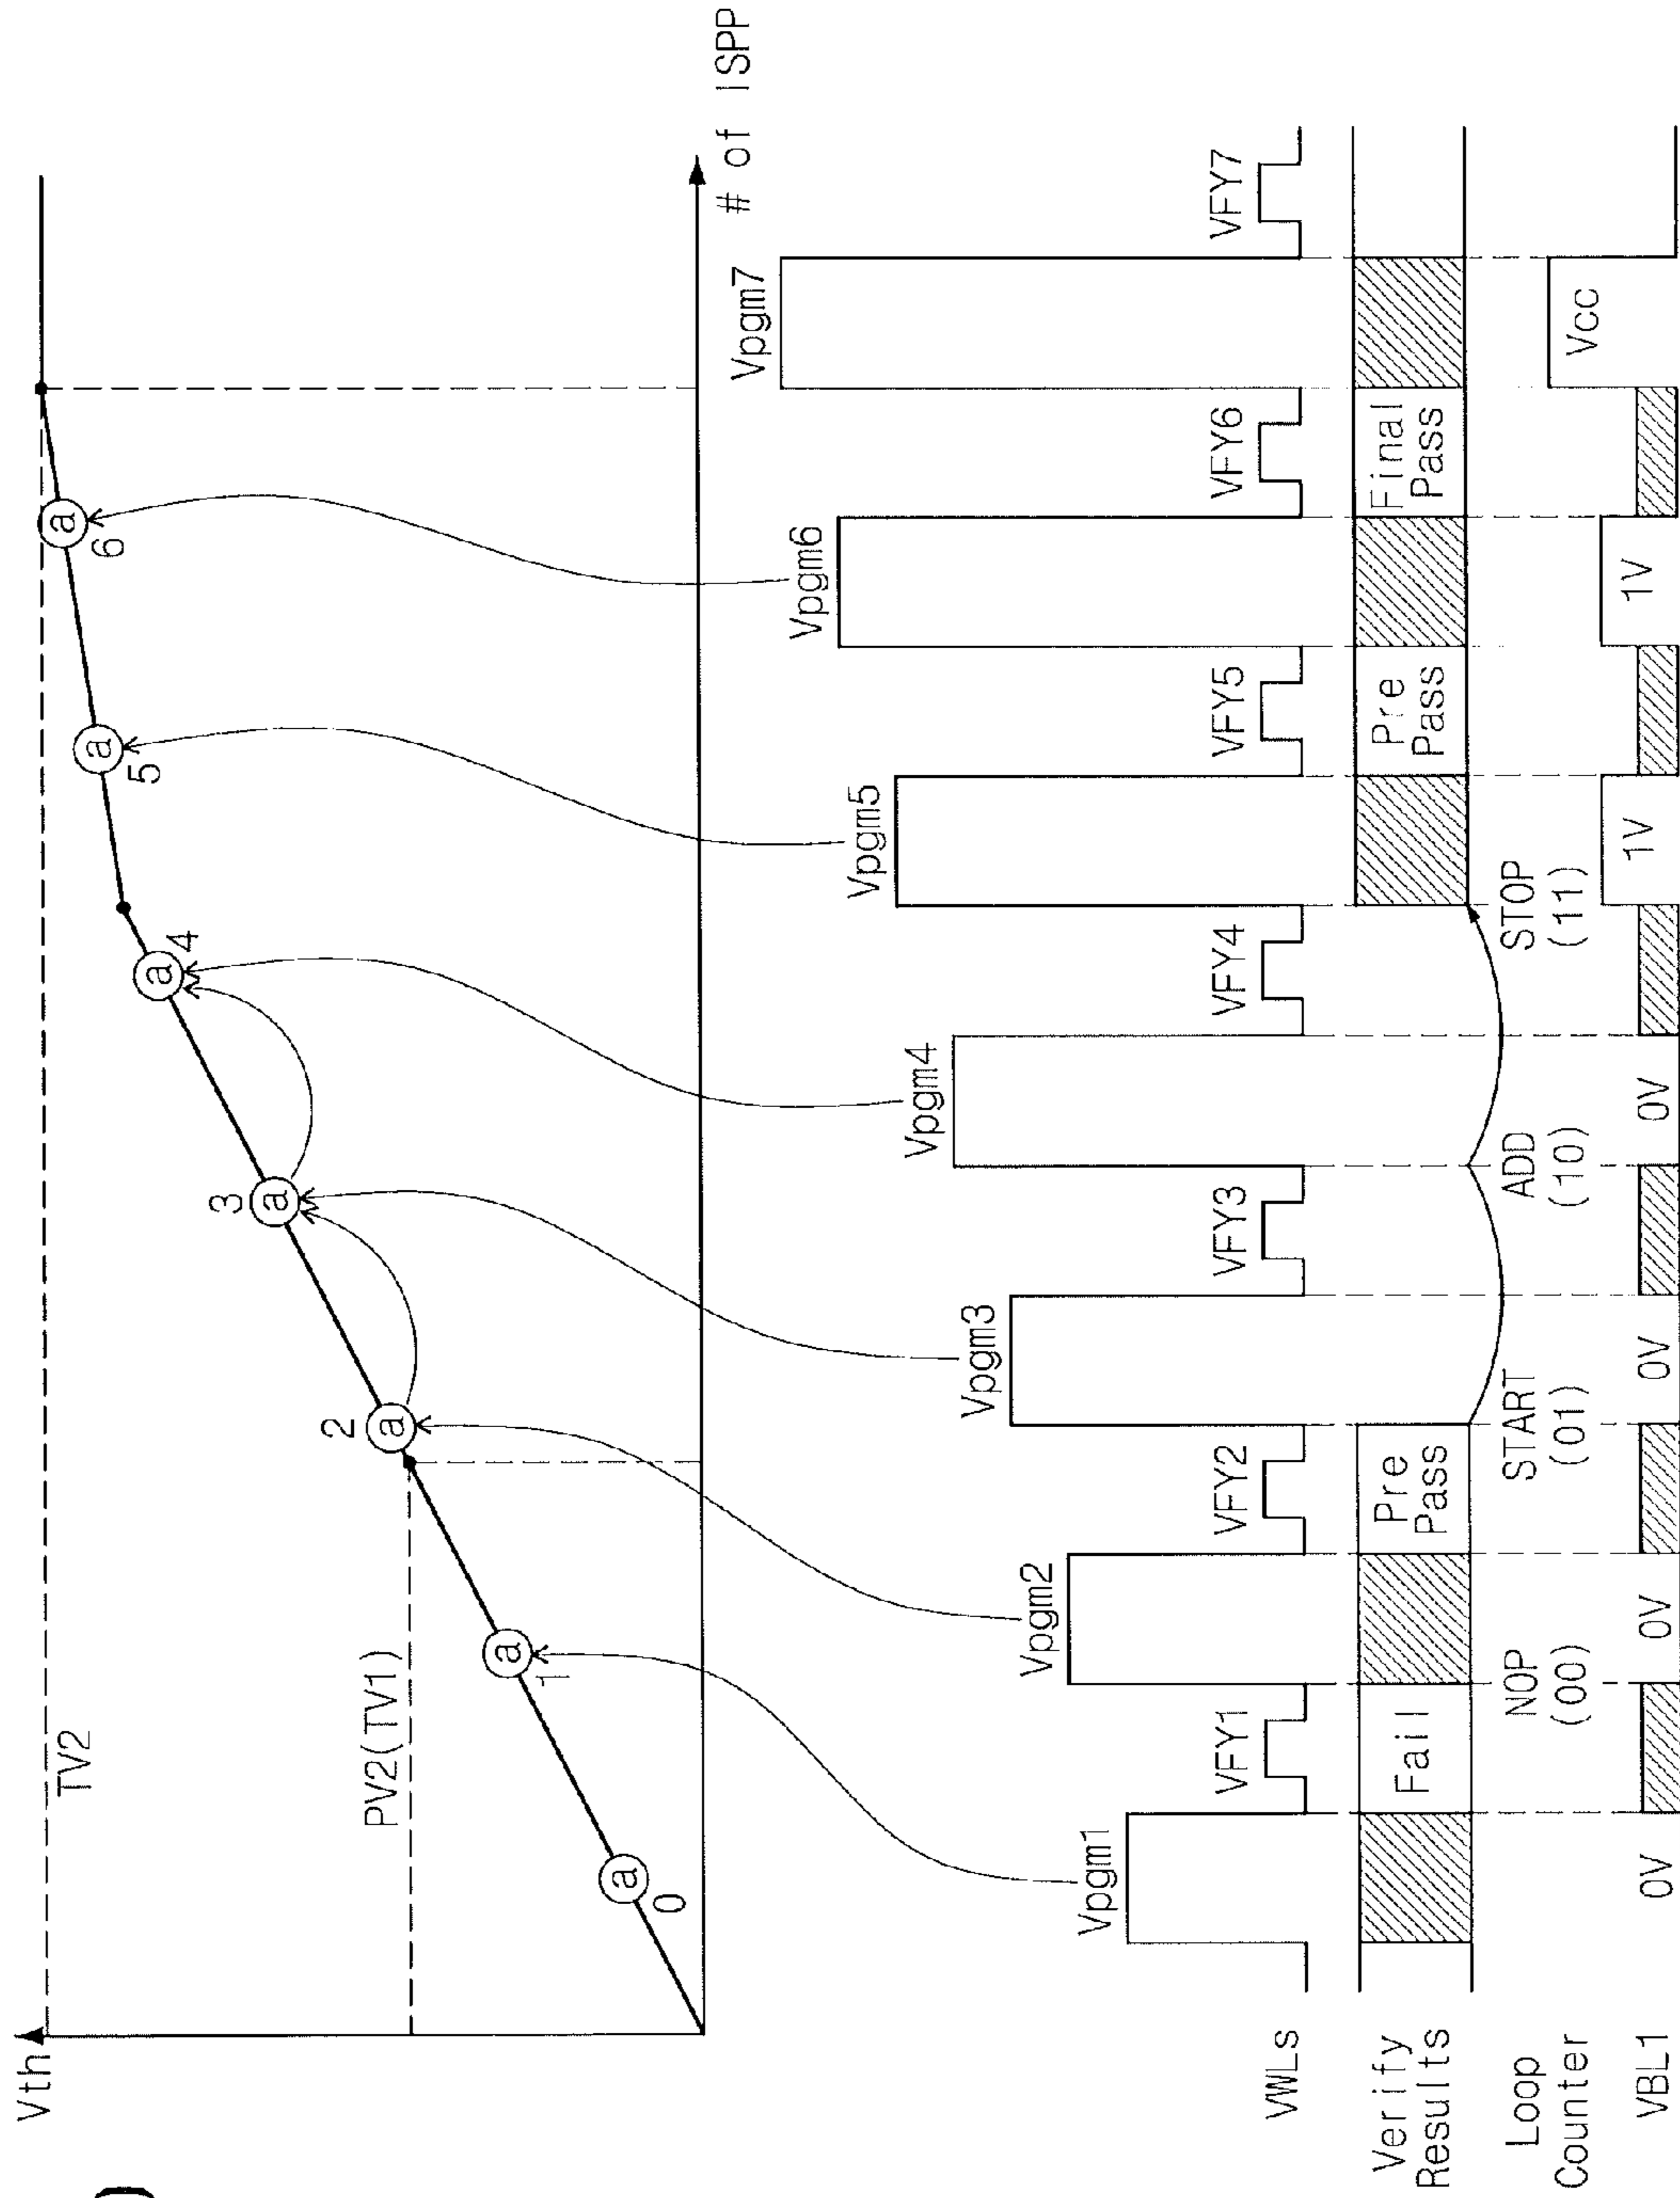 Vth
TV2
PV2(TV1)
a
0
a
1
a
2
a
3
a
4
a
5
a
6
# of ISPP
Vpgm1
Vpgm2
Vpgm3
Vpgm4
Vpgm5
Vpgm6
Vpgm7
VWLs
VFY1
VFY2
VFY3
VFY4
VFY5
VFY6
VFY7
Verify
Results
Fail
Pre
Pass
Pre
Pass
Final
Pass
Loop
Counter
NOP
(00)
START
(01)
ADD
(10)
STOP
(11)
VBL1
0V
0V
0V
0V
1V
1V
Vcc